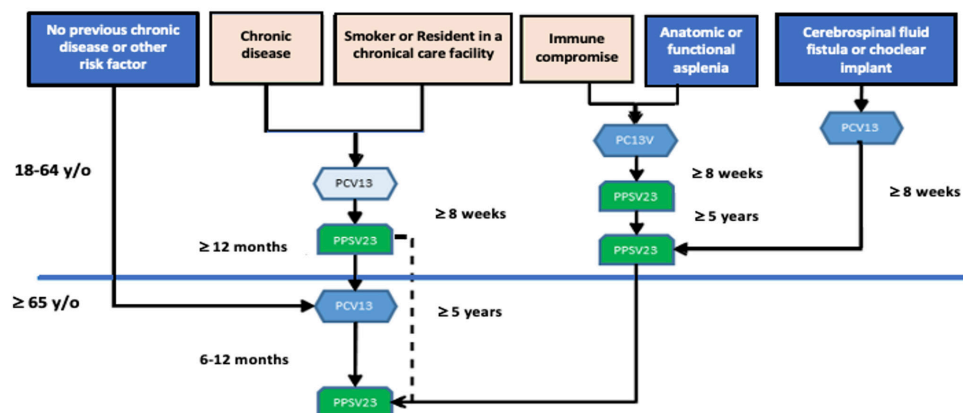 No previous chronic
disease or other
risk factor
Chronic
disease
Smoker or Resident in a
chronical care facility
Immune
compromise
Anatomic or
functional
asplenia
Cerebrospinal fluid
fistula or choclear
implant
18-64 y/o
PCV13
PC13V
PCV13
≥ 8 weeks
PPSV23
≥ 8 weeks
≥ 8 weeks
PPSV23
≥ 5 years
≥ 12 months
PPSV23
≥ 65 y/o
PCV13
≥ 5 years
6-12 months
PPSV23